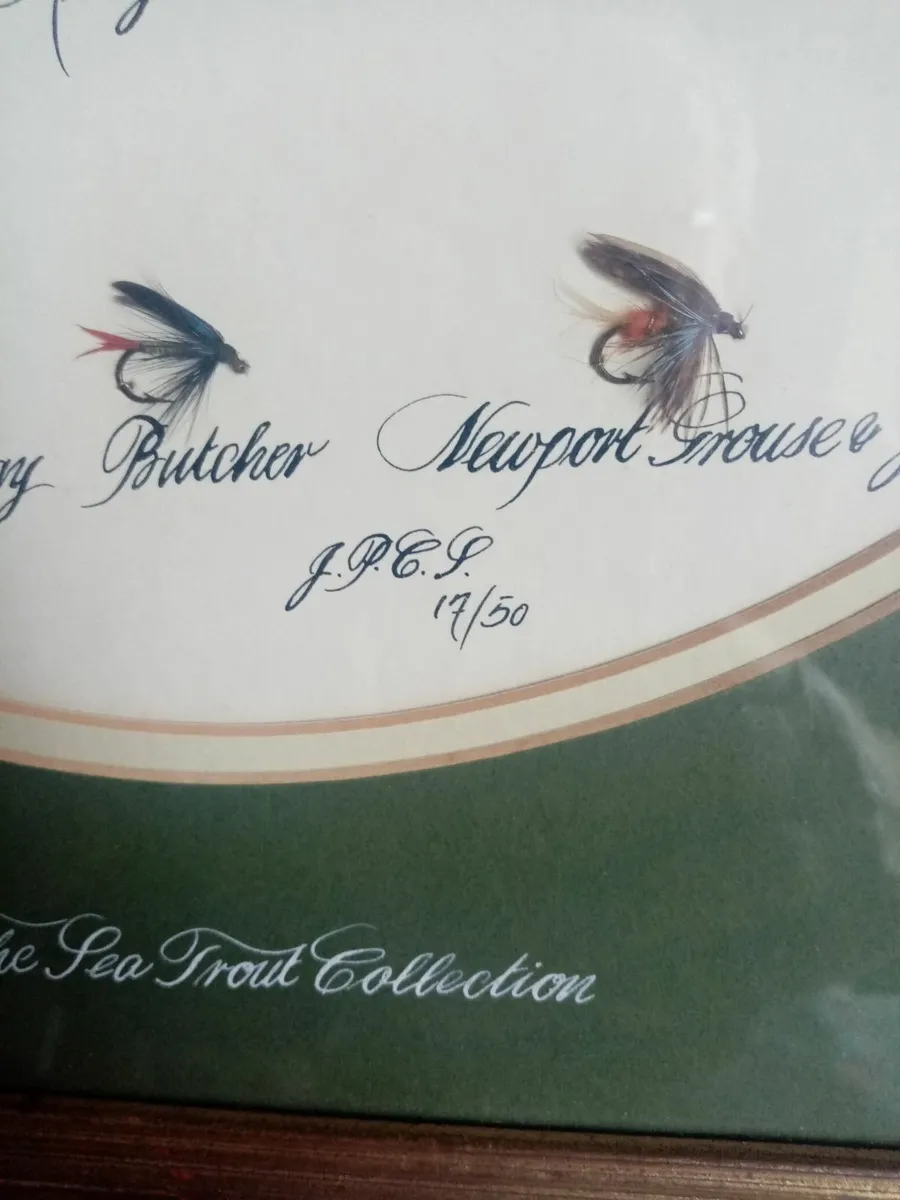 Butcher Newport Grouse &
J.P.C.S.
17/50
Sea Trout Collection